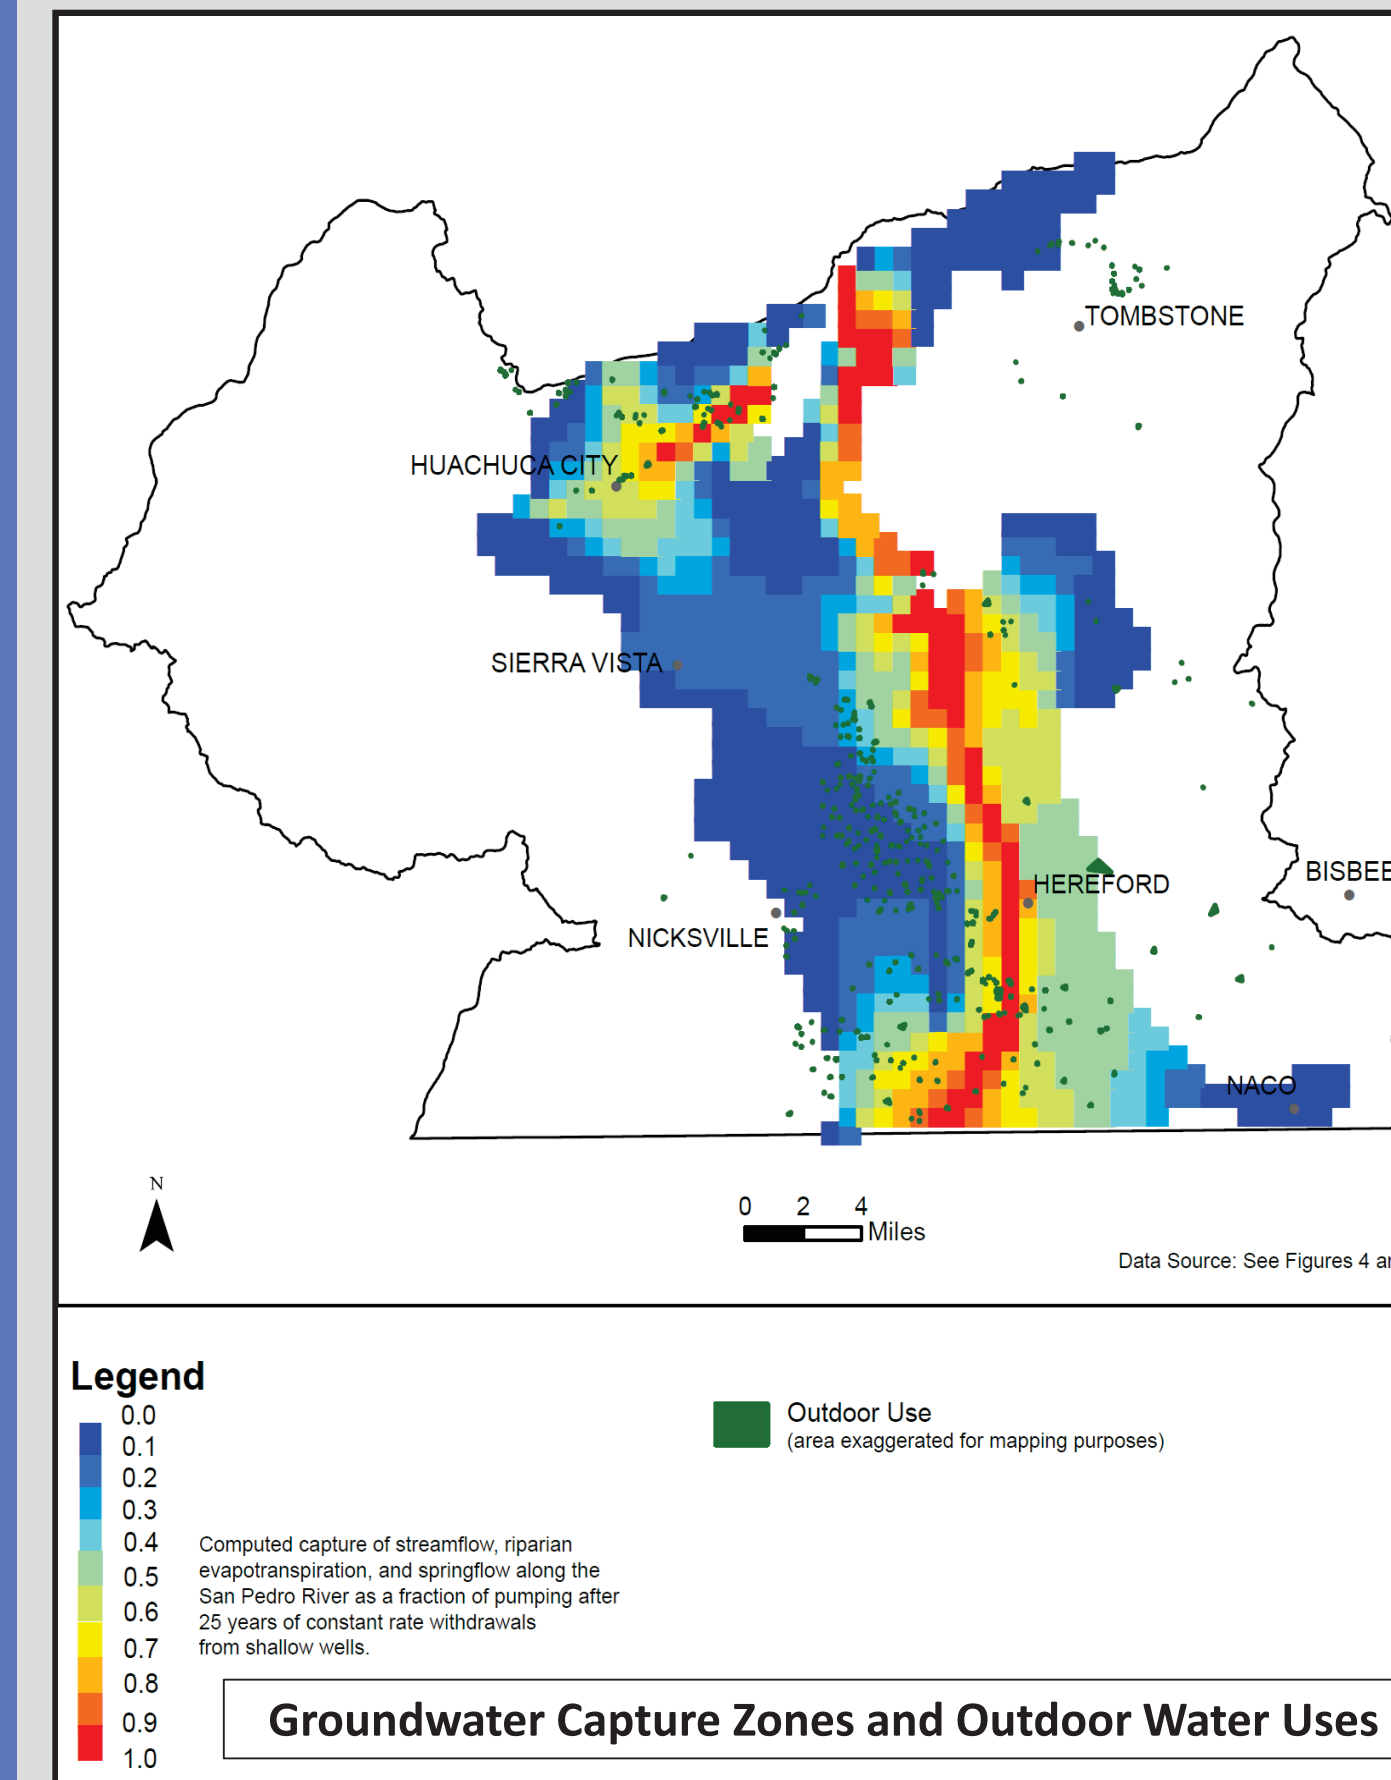 TOMBSTONE
HUACHUCA CITY
SIERRA VISTA
HEREFORD
BISBEE
NICKSVILLE
NACO
N
0 2 4
Miles
Data Source: See Figures 4
Legend
0.0
0.1
0.2
0.3
0.4
0.5
0.6
0.7
0.8
0.9
1.0
Outdoor Use
(area exaggerated for mapping purposes)
Computed capture of streamflow, riparian
evapotranspiration, and springflow along the
San Pedro River as a fraction of pumping after
25 years of constant rate withdrawals
from shallow wells.
Groundwater Capture Zones and Outdoor Water Uses